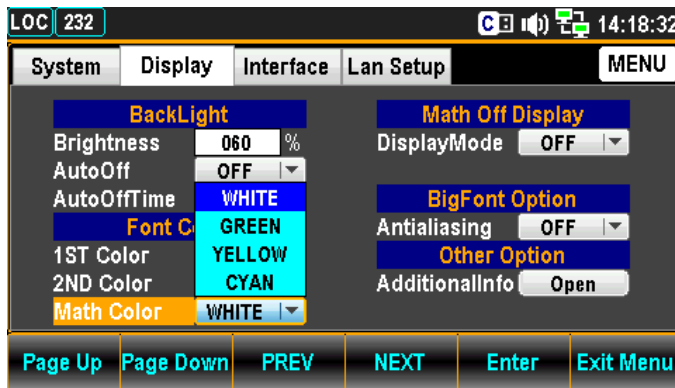 LOC 232 C 14:18:32
System Display Interface Lan Setup MENU
BackLight
Brightness 060 %
AutoOff OFF
AutoOffTime
WHITE
GREEN
YELLOW
CYAN
Font C
1ST Color
2ND Color
Math Color WHITE
Math Off Display
DisplayMode OFF
BigFont Option
Antialiasing OFF
Other Option
AdditionalInfo Open
Page Up Page Down PREV NEXT Enter Exit Menu